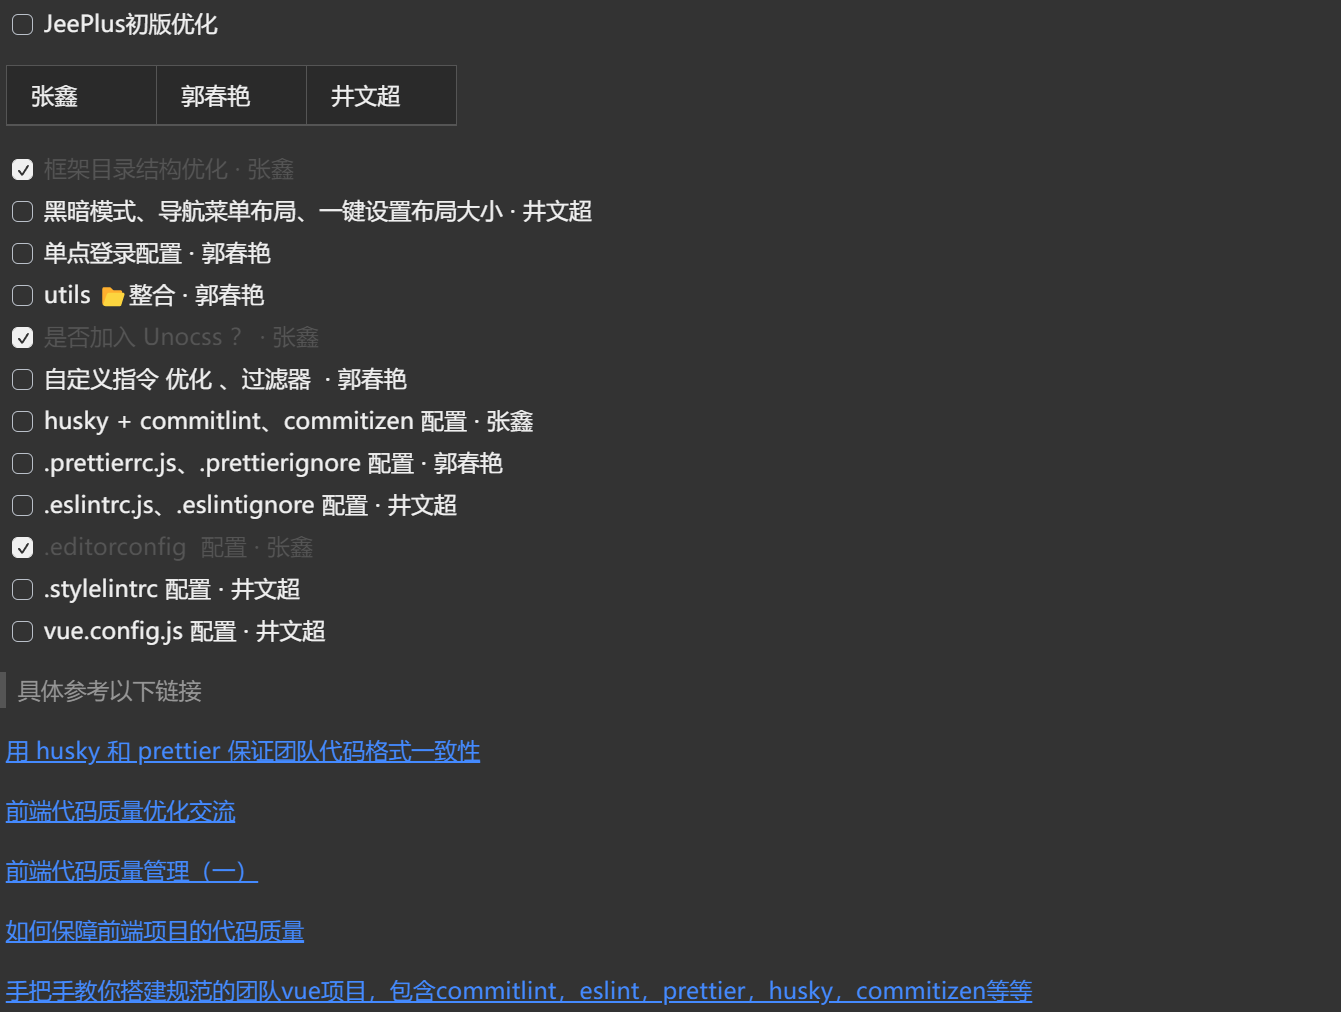 JeePlus初版优化
张鑫 郭春艳 井文超
框架目录结构优化 · 张鑫
黑暗模式、导航菜单布局、一键设置布局大小 · 井文超
单点登录配置 · 郭春艳
utils 📂整合 · 郭春艳
是否加入 Unocss ？ · 张鑫
自定义指令 优化 、过滤器 · 郭春艳
husky + commitlint、commitizen 配置 · 张鑫
.prettierrc.js、.prettierignore 配置 · 郭春艳
.eslintrc.js、.eslintignore 配置 · 井文超
.editorconfig 配置 · 张鑫
.stylelintrc 配置 · 井文超
vue.config.js 配置 · 井文超
具体参考以下链接
用 husky 和 prettier 保证团队代码格式一致性
前端代码质量优化交流
前端代码质量管理（一）
如何保障前端项目的代码质量
手把手教你搭建规范的团队vue项目，包含commitlint，eslint，prettier，husky，commitizen等等